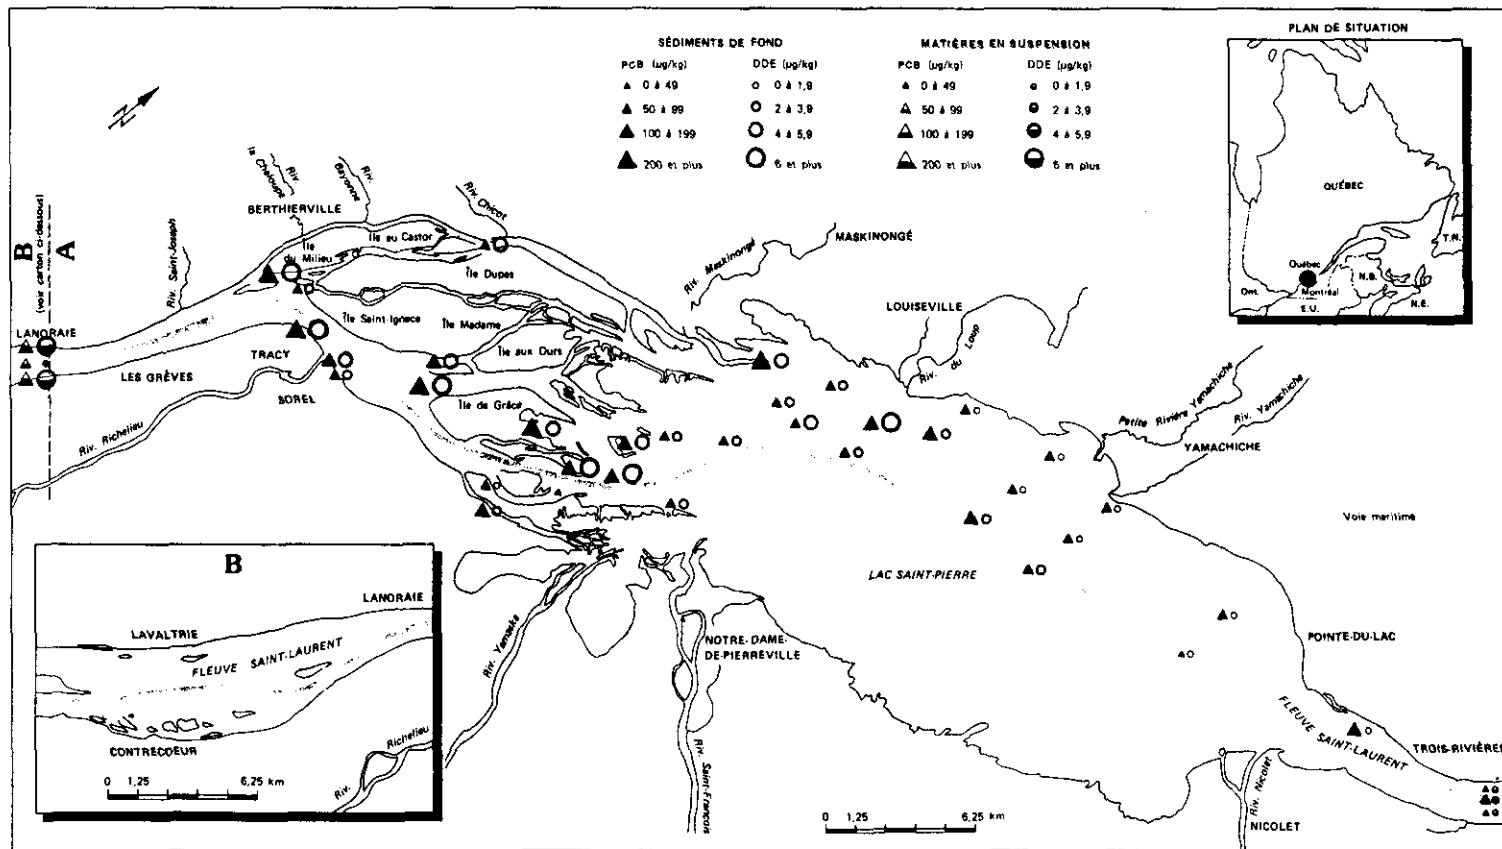 SÉDIMENTS DE FOND
PCB (µg/kg) DDE (µg/kg)
0 à 49 0 à 1,9
50 à 99 2 à 3,9
100 à 199 4 à 5,9
200 et plus 6 et plus
MATIÈRES EN SUSPENSION
PCB (µg/kg) DDE (µg/kg)
0 à 49 0 à 1,9
50 à 99 2 à 3,9
100 à 199 4 à 5,9
200 et plus 6 et plus
PLAN DE SITUATION
QUÉBEC
T.N.
Québec
N.B.
Ont.
Montréal
E.U.
N.E.
N
B
A
(voir carton ci-dessous)
Riv. Saint-Joseph
Riv.
la Chaloupe
Riv.
Bayonne
BERTHIERVILLE
Riv. Chicot
Île
du Milieu
Île au Castor
Île Dupas
Île Saint-Ignace
Île Madame
Île aux Ours
Île de Grâce
LANORAIE
LES GRÈVES
TRACY
SOREL
Riv. Richelieu
Riv. Maskinongé
MASKINONGÉ
LOUISEVILLE
Riv. du Loup
Petite Rivière Yamachiche
Riv. Yamachiche
YAMACHICHE
Voie maritime
LAC SAINT-PIERRE
POINTE-DU-LAC
FLEUVE SAINT-LAURENT
TROIS-RIVIÈRES
Riv. Nicolet
NICOLET
NOTRE-DAME-
DE-PIERREVILLE
Riv. Saint-François
Riv. Yamaska
0 1,25 6,25 km
B
LANORAIE
LAVALTRIE
FLEUVE SAINT-LAURENT
CONTRECOEUR
0 1,25 6,25 km
Riv. Richelieu